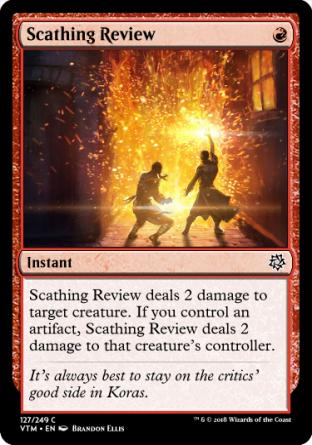 Scathing Review
Instant
Scathing Review deals 2 damage to
target creature. If you control an
artifact, Scathing Review deals 2
damage to that creature's controller.
It's always best to stay on the critics'
good side in Koras.
127/249 C
VTM • EN Brandon Ellis
™ & © 2018 Wizards of the Coast